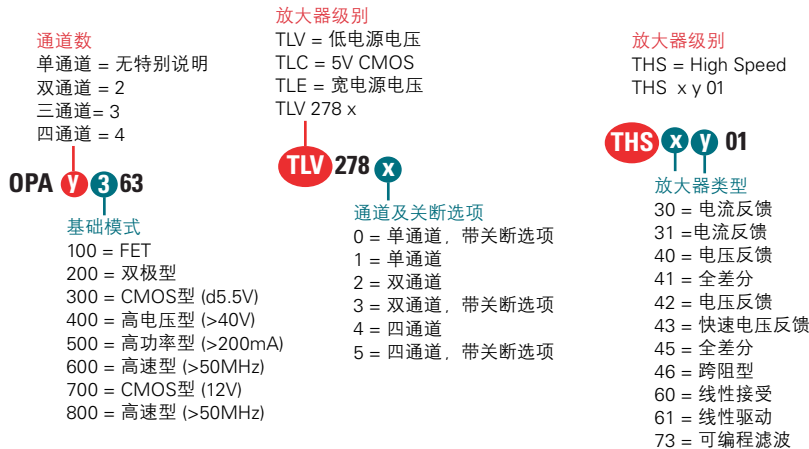 通道数
单通道 = 无特别说明
双通道 = 2
三通道= 3
四通道 = 4
OPA y 3 63
基础模式
100 = FET
200 = 双极型
300 = CMOS型 (d5.5V)
400 = 高电压型 (>40V)
500 = 高功率型 (>200mA)
600 = 高速型 (>50MHz)
700 = CMOS型 (12V)
800 = 高速型 (>50MHz)
放大器级别
TLV = 低电源电压
TLC = 5V CMOS
TLE = 宽电源电压
TLV 278 x
TLV 278 x
通道及关断选项
0 = 单通道，带关断选项
1 = 单通道
2 = 双通道
3 = 双通道，带关断选项
4 = 四通道
5 = 四通道，带关断选项
放大器级别
THS = High Speed
THS x y 01
THS x y 01
放大器类型
30 = 电流反馈
31 =电流反馈
40 = 电压反馈
41 = 全差分
42 = 电压反馈
43 = 快速电压反馈
45 = 全差分
46 = 跨阻型
60 = 线性接受
61 = 线性驱动
73 = 可编程滤波